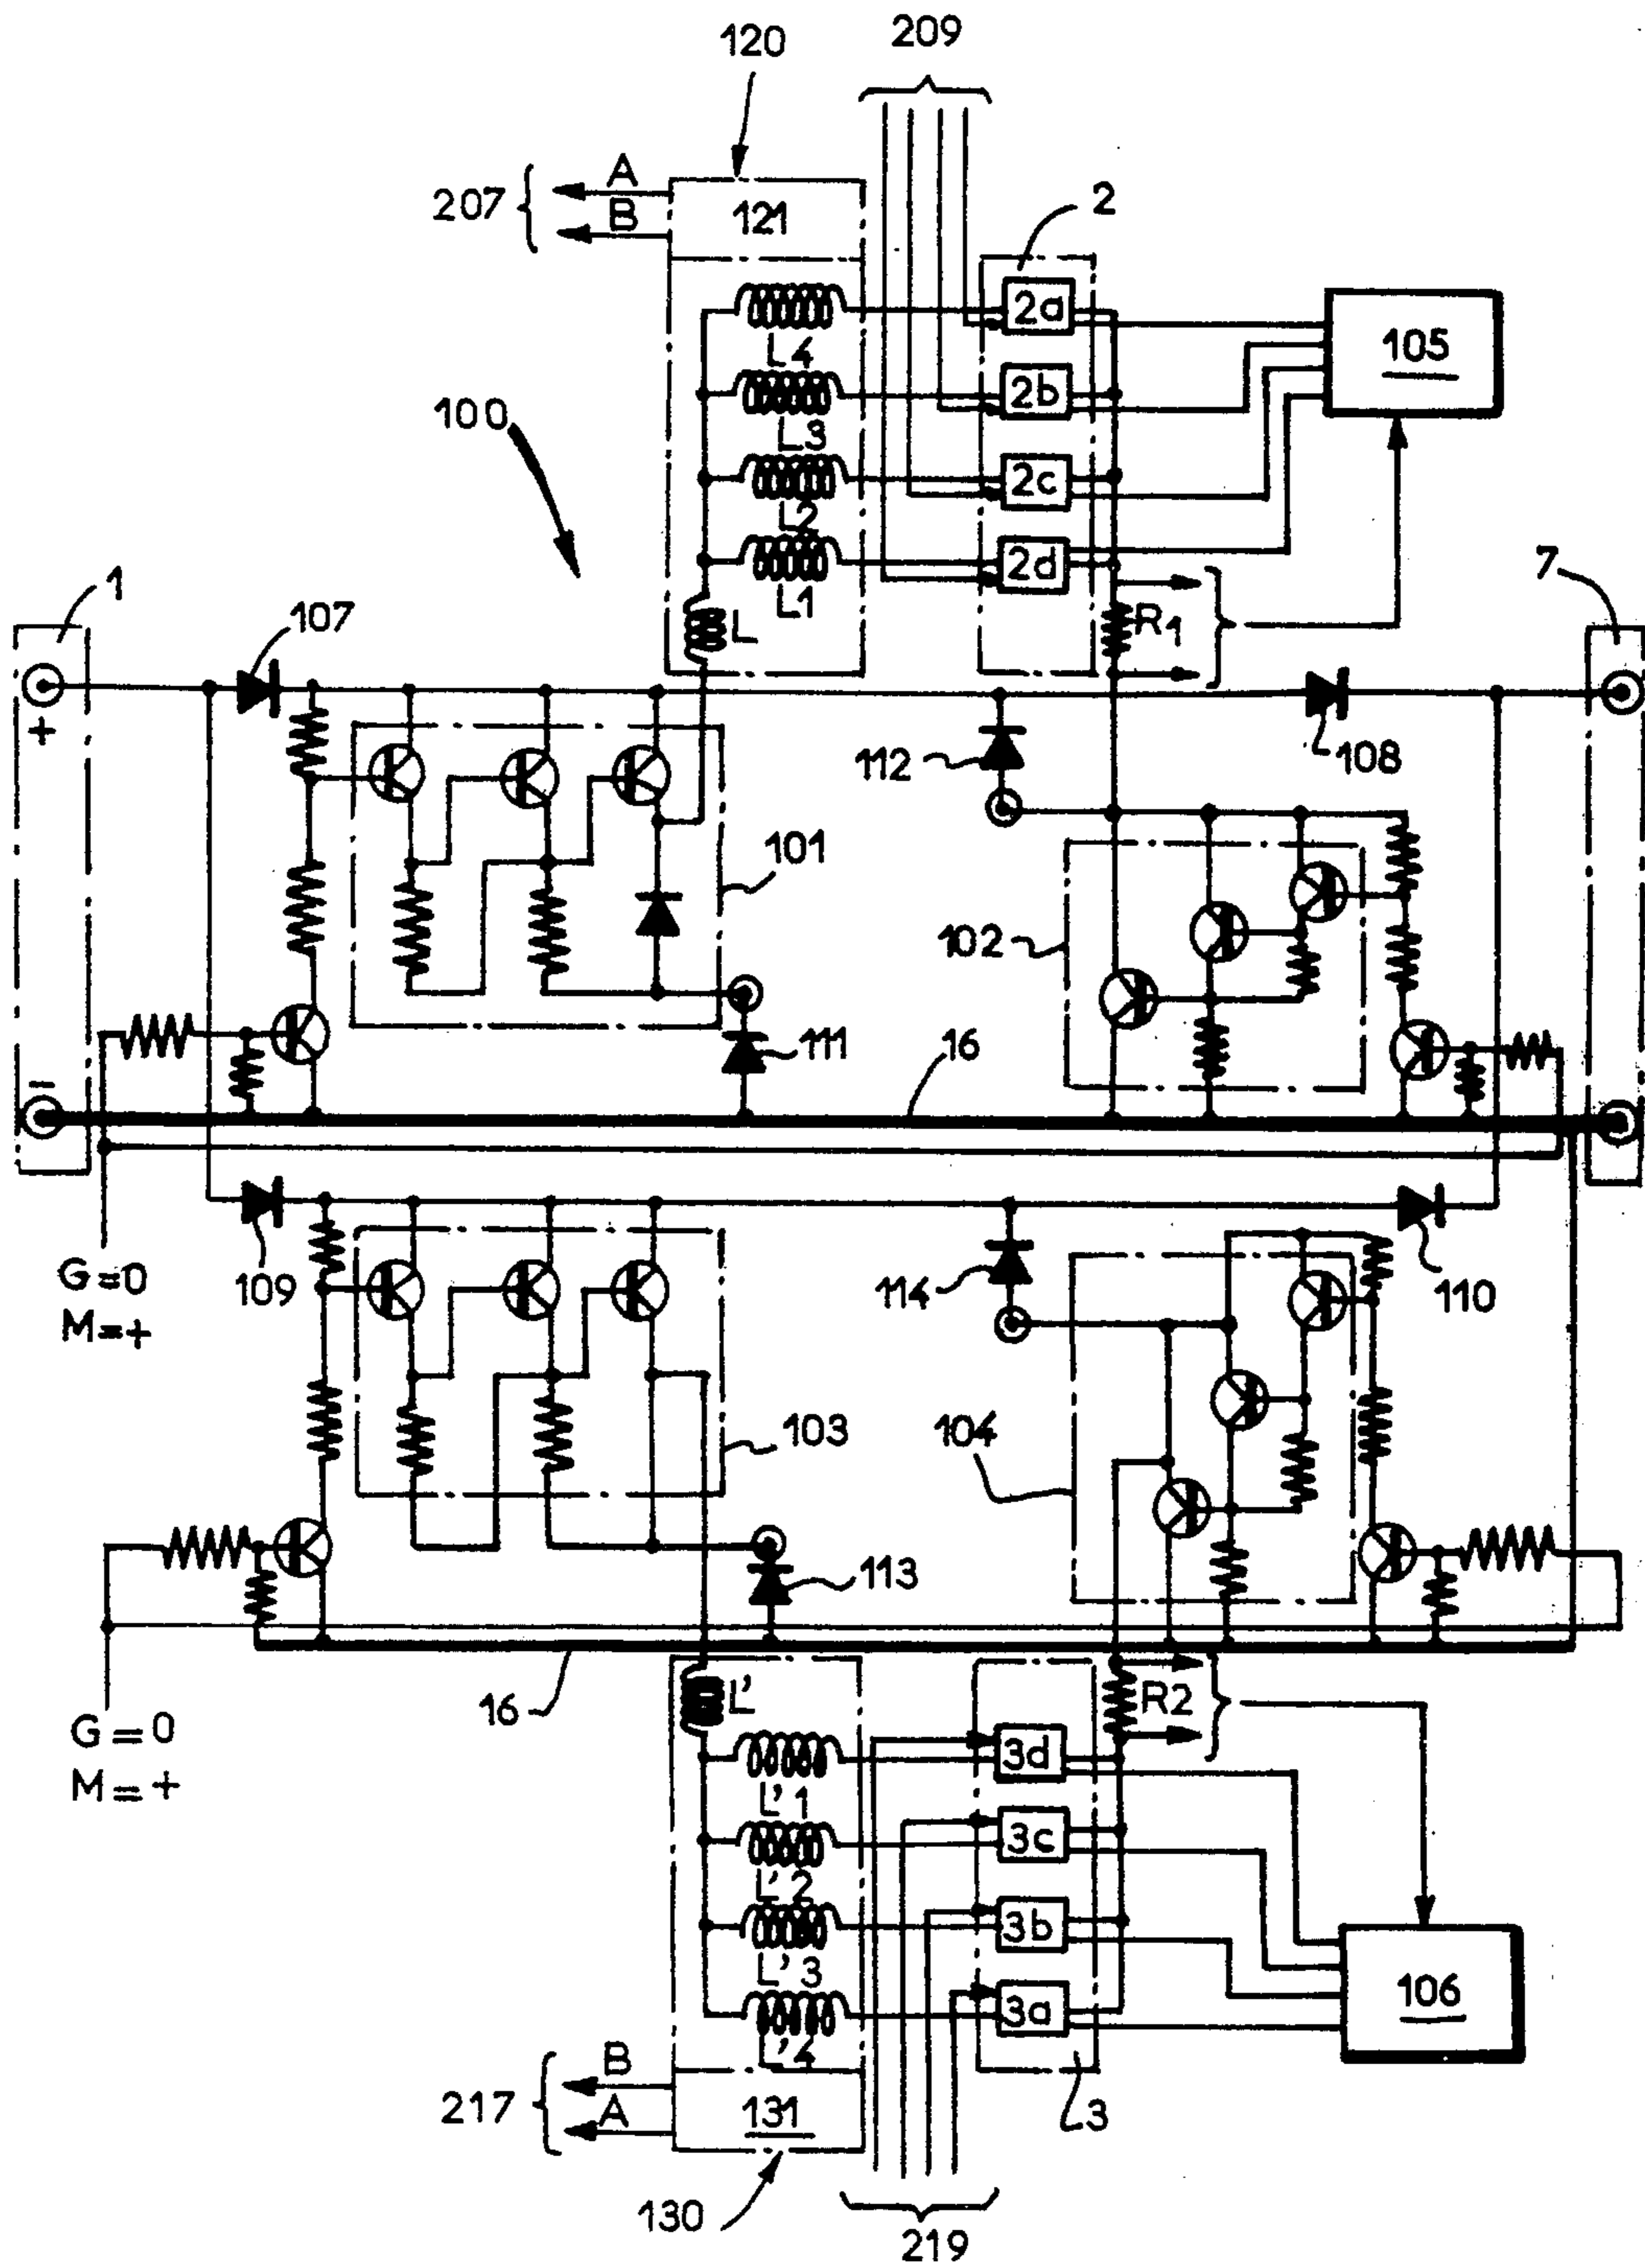 120
209
207
A
B
121
2
2a
105
L4
2b
100
L3
2c
L2
2d
7
1
107
L1
L
R1
+
112
108
101
102
111
16
−
G=0
M=+
109
114
110
103
104
113
16
L'
R2
G=0
M=+
3d
L'1
3c
L'2
3b
L'3
3a
106
L'4
B
217
A
131
3
130
219